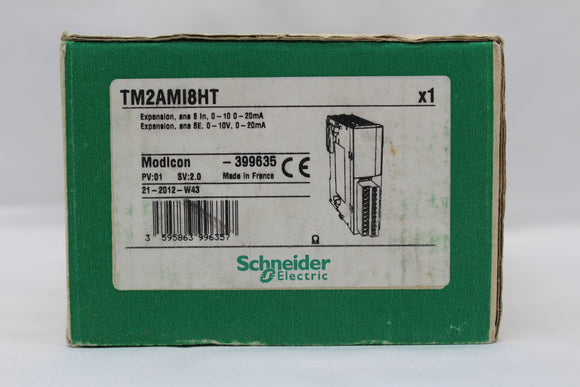 TM2AMI8HT x1
Expansion, ana 8 In, 0-10 0-20mA
Expansion, ana 8E, 0-10V, 0-20mA
Modicon -399635 CE
PV:01 SV:2.0 Made in France
21-2012-W43
3 595863 996357
Schneider
Electric